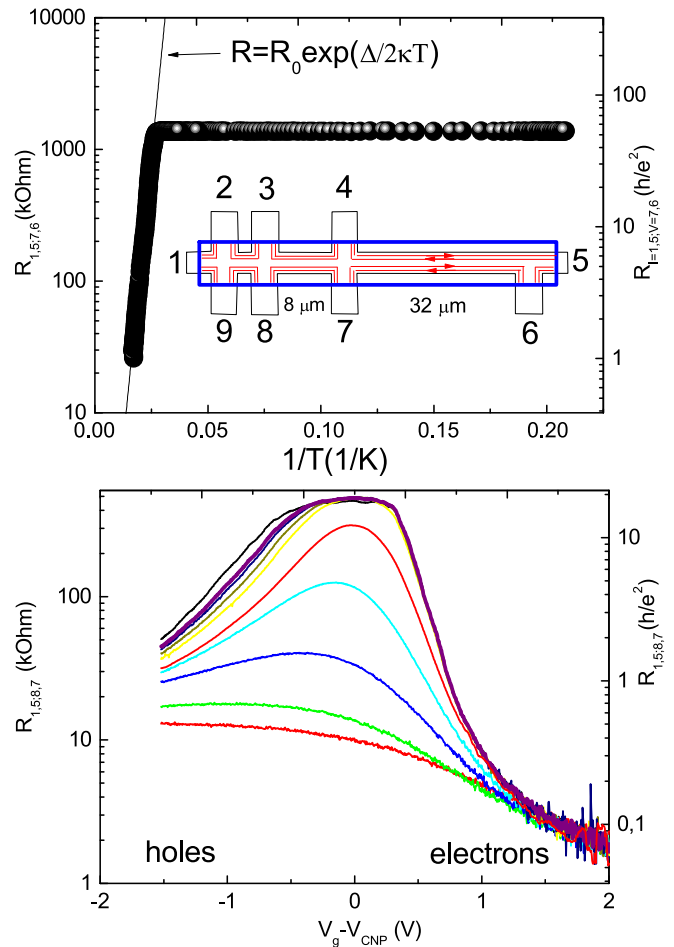 10000
R=R₀exp(Δ/2κT)
1000
100
10
R₁,₅;₇,₆(kOhm)
100
10
1
R_I=1,5;V=7,6 (h/e²)
2 3 4
1 5
9 8 7 6
8 μm 32 μm
0.00 0.05 0.10 0.15 0.20
1/T(1/K)
100
10
1
R₁,₅;₈,₇ (kOhm)
10
1
0,1
R₁,₅;₈,₇ (h/e²)
holes electrons
-2 -1 0 1 2
V_g-V_CNP (V)